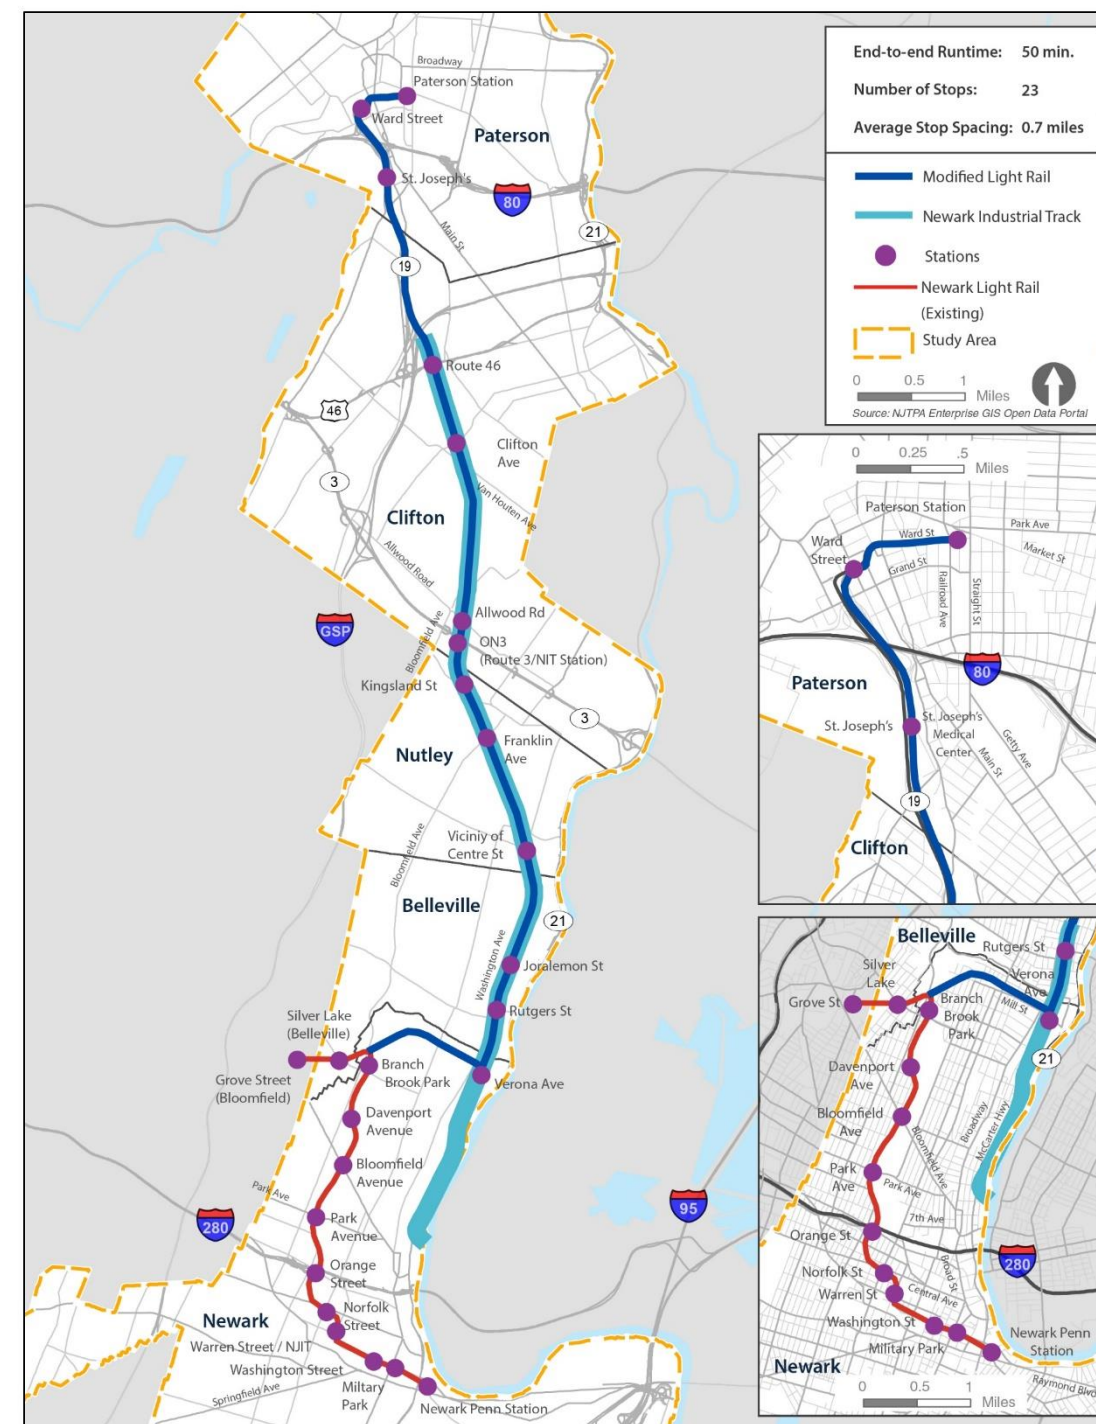 Broadway
Paterson Station
Ward Street
Paterson
St. Joseph's
80
21
Main St
19
Route 46
46
Clifton
Ave
3
Van Houten Ave
Clifton
Allwood Road
GSP
Bloomfield Ave
Allwood Rd
ON3
(Route 3/NIT Station)
Kingsland St
3
Franklin
Ave
Nutley
Viciniy of
Centre St
Bloomfield Ave
Belleville
21
Washington Ave
Joralemon St
Rutgers St
Silver Lake
(Belleville)
Grove Street
(Bloomfield)
Branch
Brook Park
Verona Ave
Davenport
Avenue
Bloomfield
Avenue
Park Ave
280
95
Park
Avenue
Orange
Street
Norfolk
Street
Newark
Warren Street / NJIT
Washington Street
Miltary
Park
Springfield Ave
Newark Penn Station
End-to-end Runtime: 50 min.
Number of Stops: 23
Average Stop Spacing: 0.7 miles
Modified Light Rail
Newark Industrial Track
Stations
Newark Light Rail
(Existing)
Study Area
0 0.5 1
Miles
Source: NJTPA Enterprise GIS Open Data Portal
0 0.25 .5
Miles
Paterson Station
Park Ave
Ward St
Market St
Ward
Street
Grand St
Railroad Ave
Straight St
80
Paterson
St. Joseph's
St. Joseph's
Medical
Center
Getty Ave
Main St
19
Clifton
Belleville
Rutgers St
Silver
Lake
Verona
Ave
Grove St
Branch
Brook
Park
Mill St
21
Davenport
Ave
Bloomfield
Ave
Broadway
McCarter Hwy
Bloomfield Ave
Park
Ave
Park Ave
7th Ave
Orange St
280
Norfolk St
Broad St
Warren St
Central Ave
Washington St
Military Park
Newark Penn
Station
Newark
Raymond Blvd
0 0.5 1
Miles